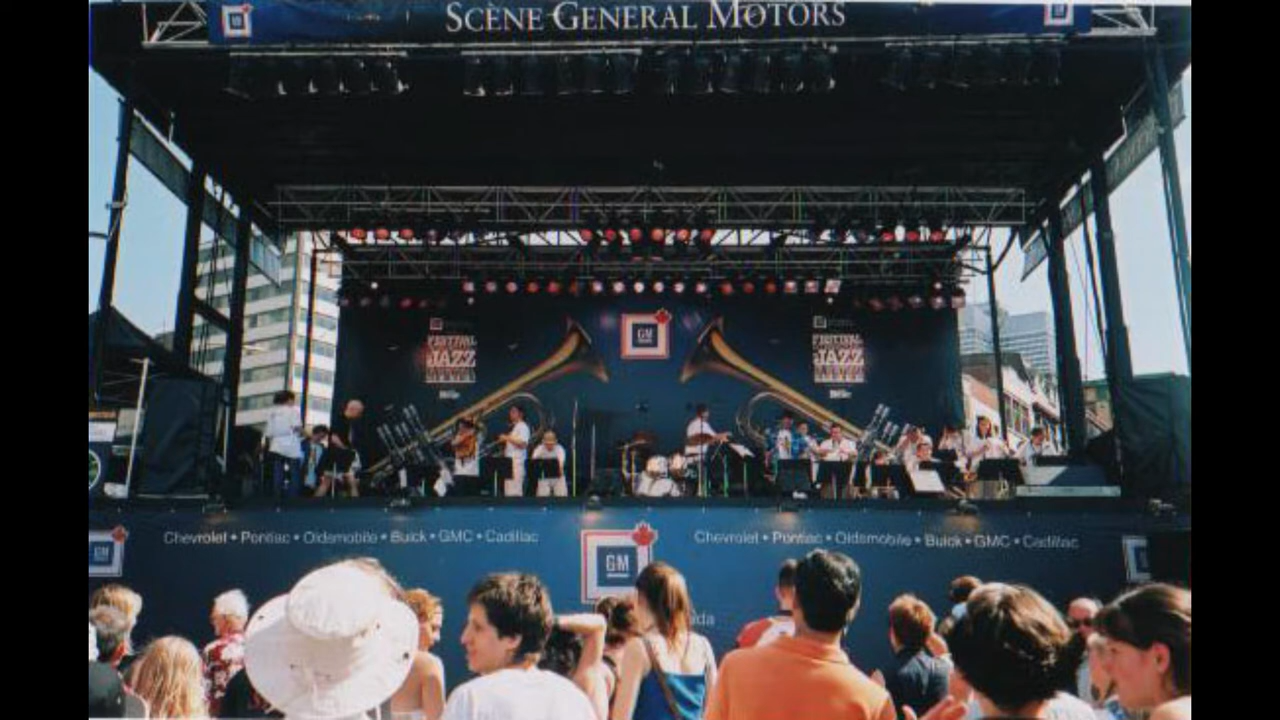 SCÈNE GENERAL MOTORS
GM
FESTIVAL
JAZZ
FESTIVAL
JAZZ
Chevrolet • Pontiac • Oldsmobile • Buick • GMC • Cadillac
Chevrolet • Pontiac • Oldsmobile • Buick • GMC • Cadillac
GM
GM